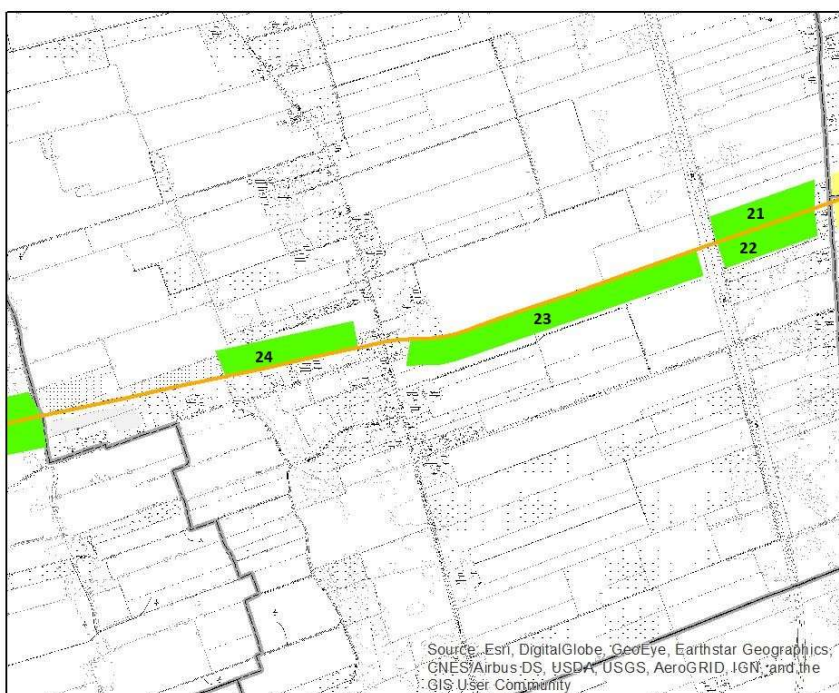 21
22
23
24
Source: Esri, DigitalGlobe, GeoEye, Earthstar Geographics,
CNES/Airbus DS, USDA, USGS, AeroGRID, IGN, and the
GIS User Community